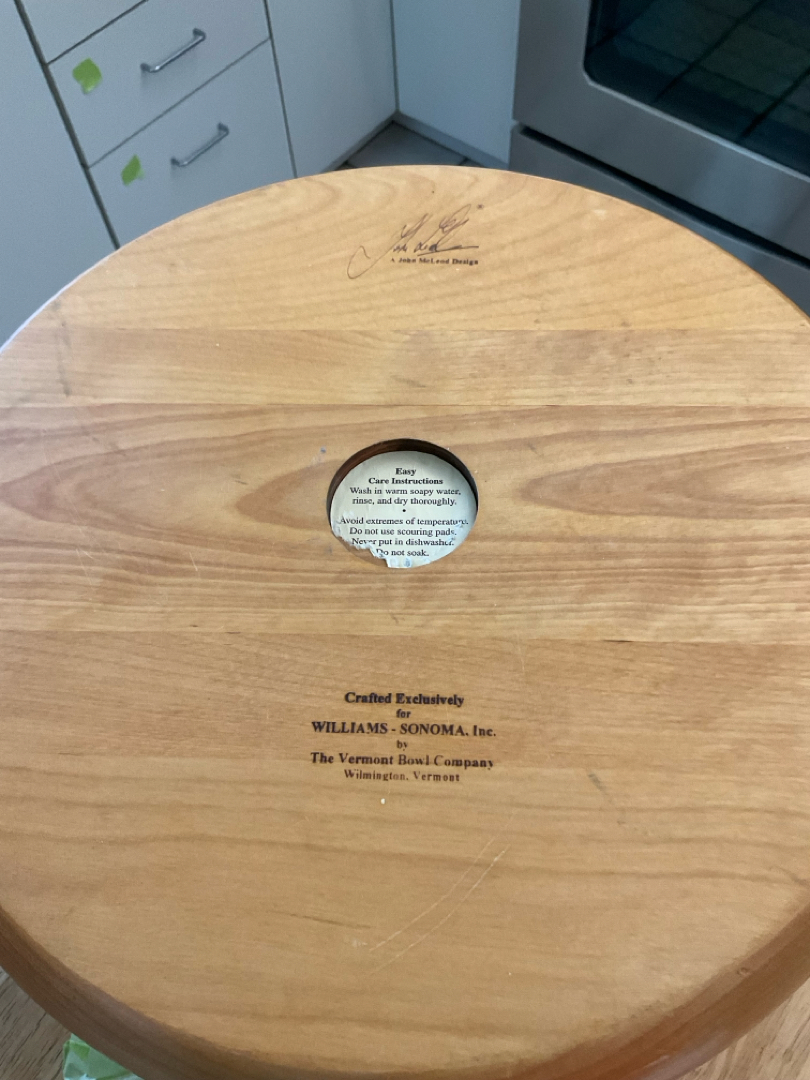 A John McLeod Design
Easy
Care Instructions
Wash in warm soapy water,
rinse, and dry thoroughly.
•
Avoid extremes of temperature.
Do not use scouring pads.
Never put in dishwasher.
Do not soak.
Crafted Exclusively
for
WILLIAMS - SONOMA, Inc.
by
The Vermont Bowl Company
Wilmington, Vermont